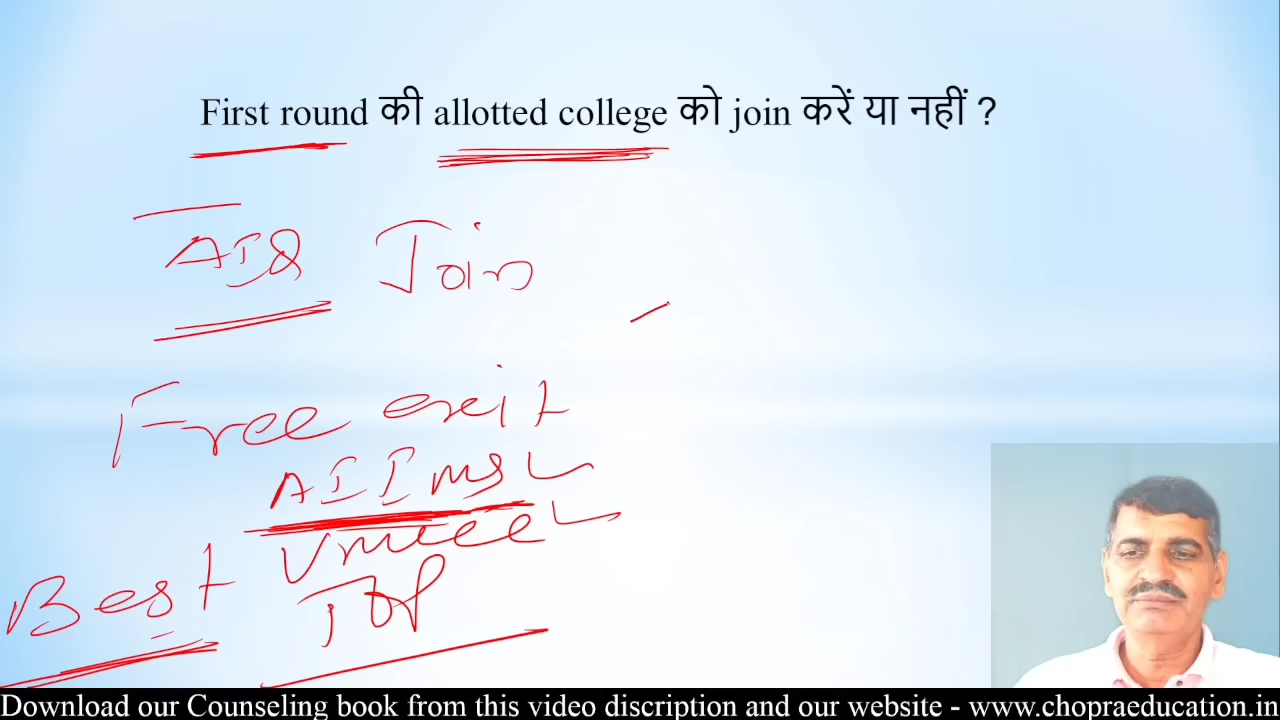 First round की allotted college को join करें या नहीं ?
AIQ Join
Free exit
AIIMS
Best
TOP
Download our Counseling book from this video discription and our website - www.chopraeducation.in